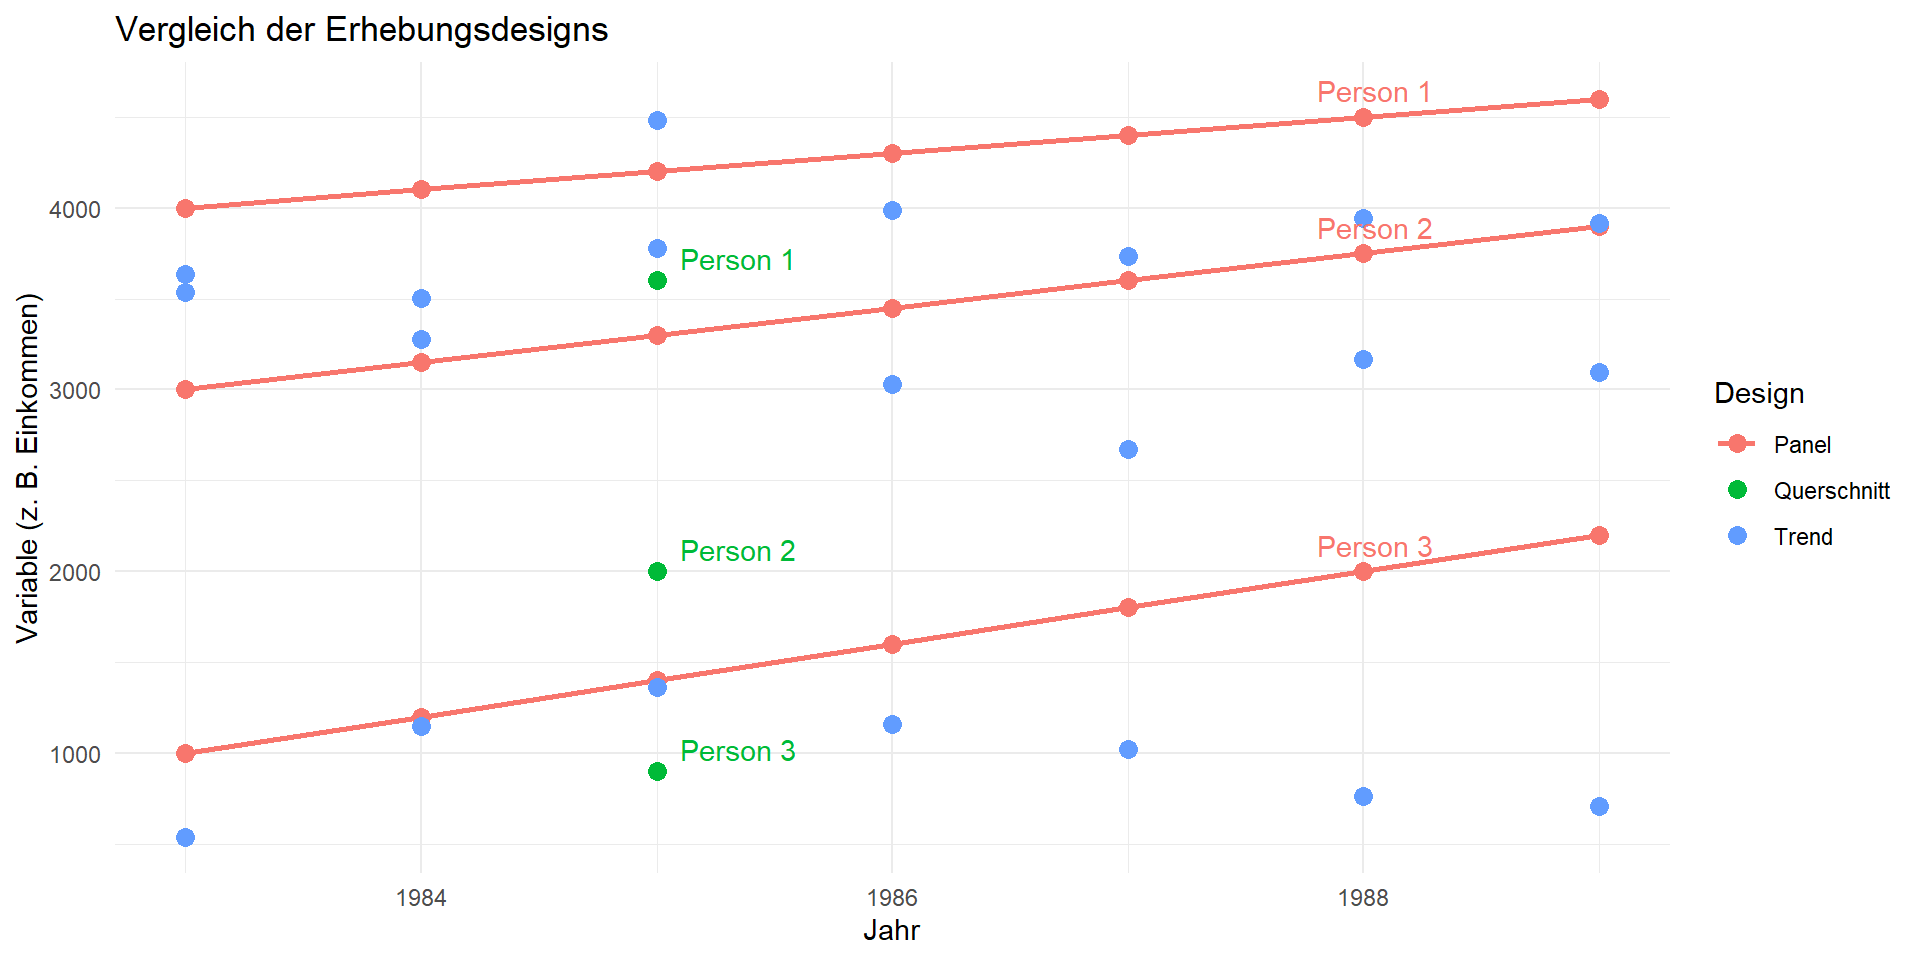 Vergleich der Erhebungsdesigns
Variable (z. B. Einkommen)
4000
3000
2000
1000
Person 1
Person 2
Person 3
Person 1
Person 2
Person 3
1984
1986
1988
Jahr
Design
Panel
Querschnitt
Trend